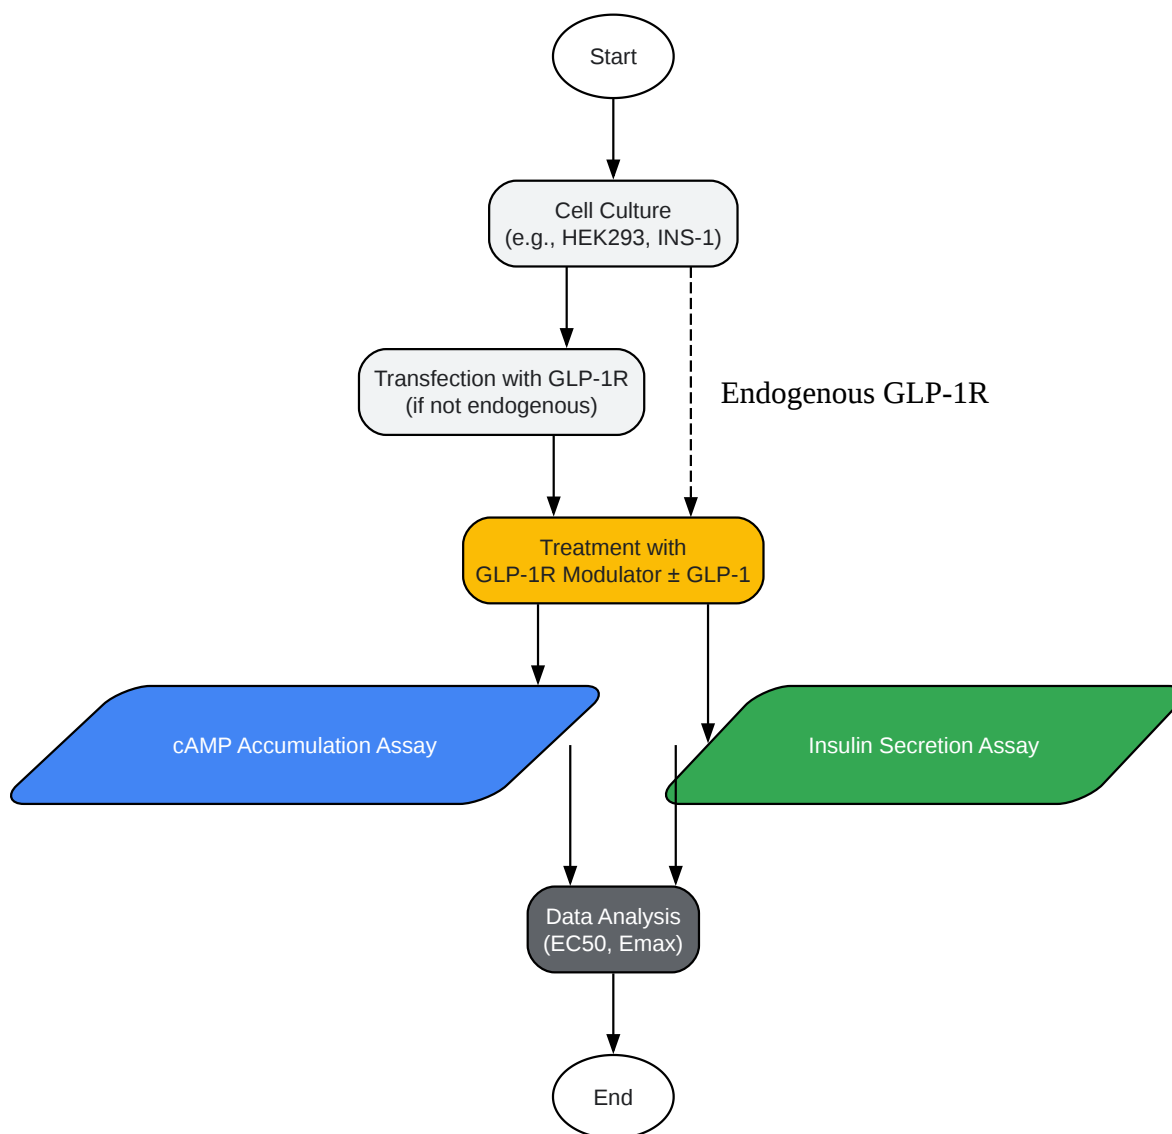 Start
Cell Culture
(e.g., HEK293, INS-1)
Transfection with GLP-1R
(if not endogenous)
Endogenous GLP-1R
Treatment with
GLP-1R Modulator ± GLP-1
cAMP Accumulation Assay
Insulin Secretion Assay
Data Analysis
(EC50, Emax)
End